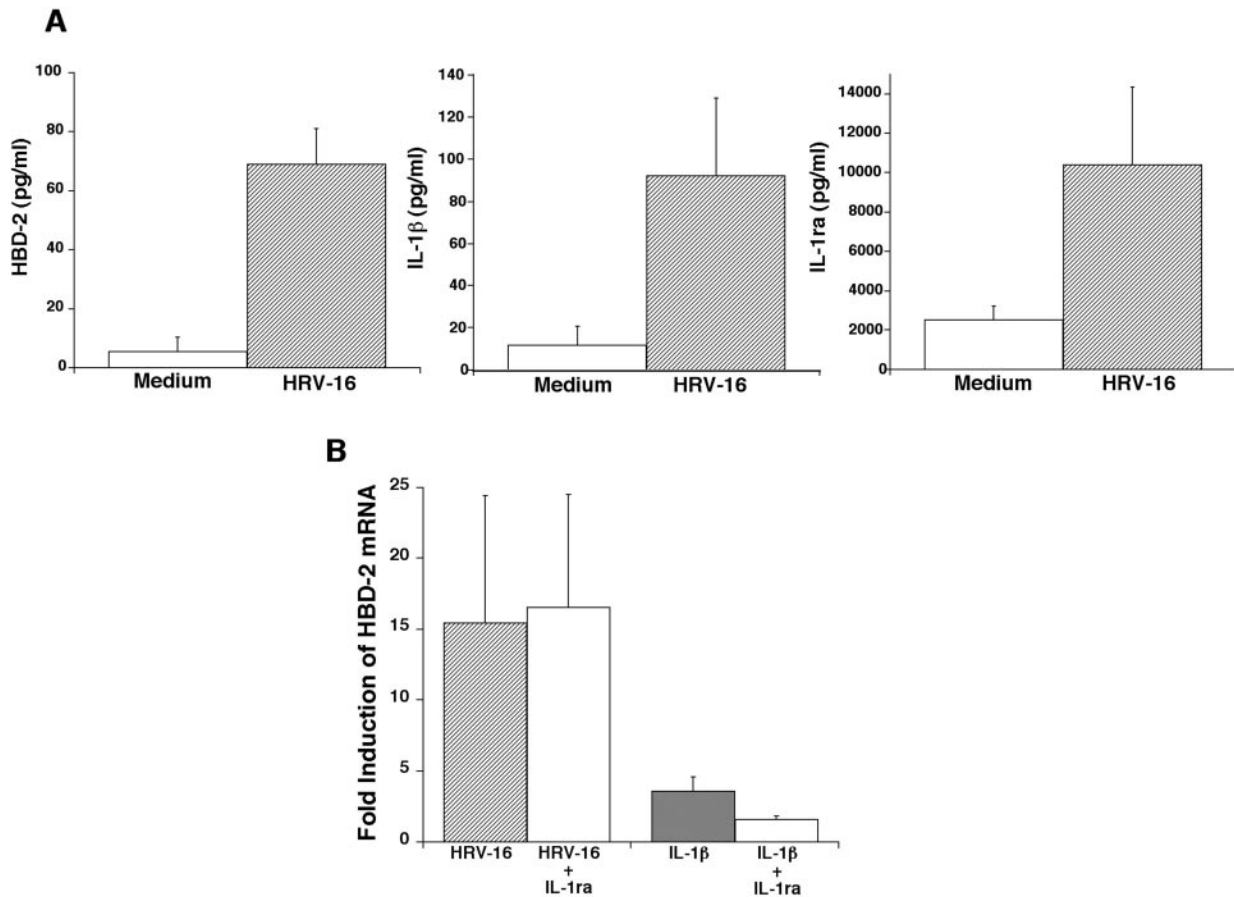 A
HBD-2 (pg/ml)
100
80
60
40
20
0
Medium HRV-16
IL-1β (pg/ml)
140
120
100
80
60
40
20
0
Medium HRV-16
IL-1ra (pg/ml)
14000
12000
10000
8000
6000
4000
2000
0
Medium HRV-16
B
Fold Induction of HBD-2 mRNA
25
20
15
10
5
0
HRV-16
HRV-16
+
IL-1ra
IL-1β
IL-1β
+
IL-1ra